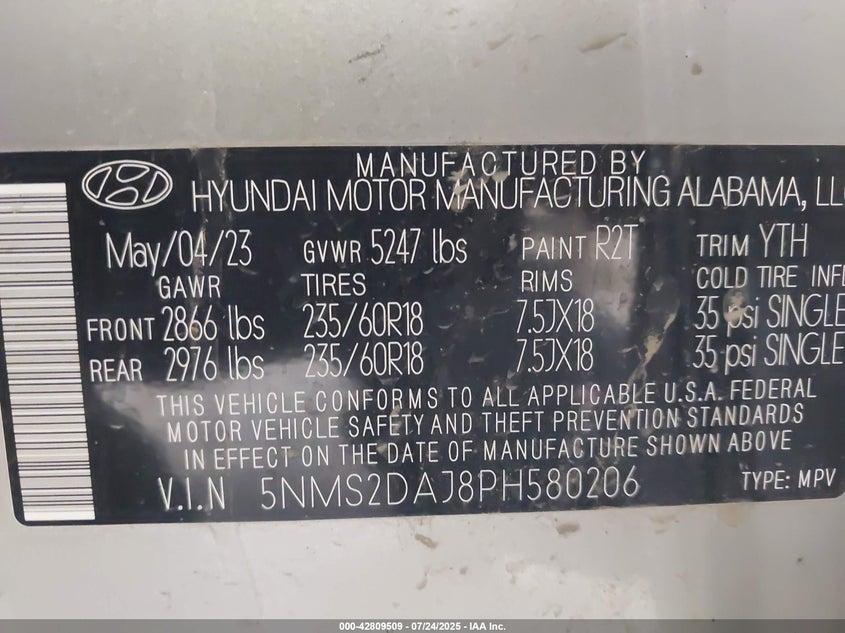 MANUFACTURED BY
HYUNDAI MOTOR MANUFACTURING ALABAMA, LLC
May/04/23 GVWR 5247 lbs PAINT R2T TRIM YTH
GAWR TIRES RIMS COLD TIRE INFL
FRONT 2866 lbs 235/60R18 7.5JX18 35 psi SINGLE
REAR 2976 lbs 235/60R18 7.5JX18 35 psi SINGLE
THIS VEHICLE CONFORMS TO ALL APPLICABLE U.S.A. FEDERAL
MOTOR VEHICLE SAFETY AND THEFT PREVENTION STANDARDS
IN EFFECT ON THE DATE OF MANUFACTURE SHOWN ABOVE
V.I.N 5NMS2DAJ8PH580206 TYPE: MPV
000-42809509 - 07/24/2025 - IAA Inc.